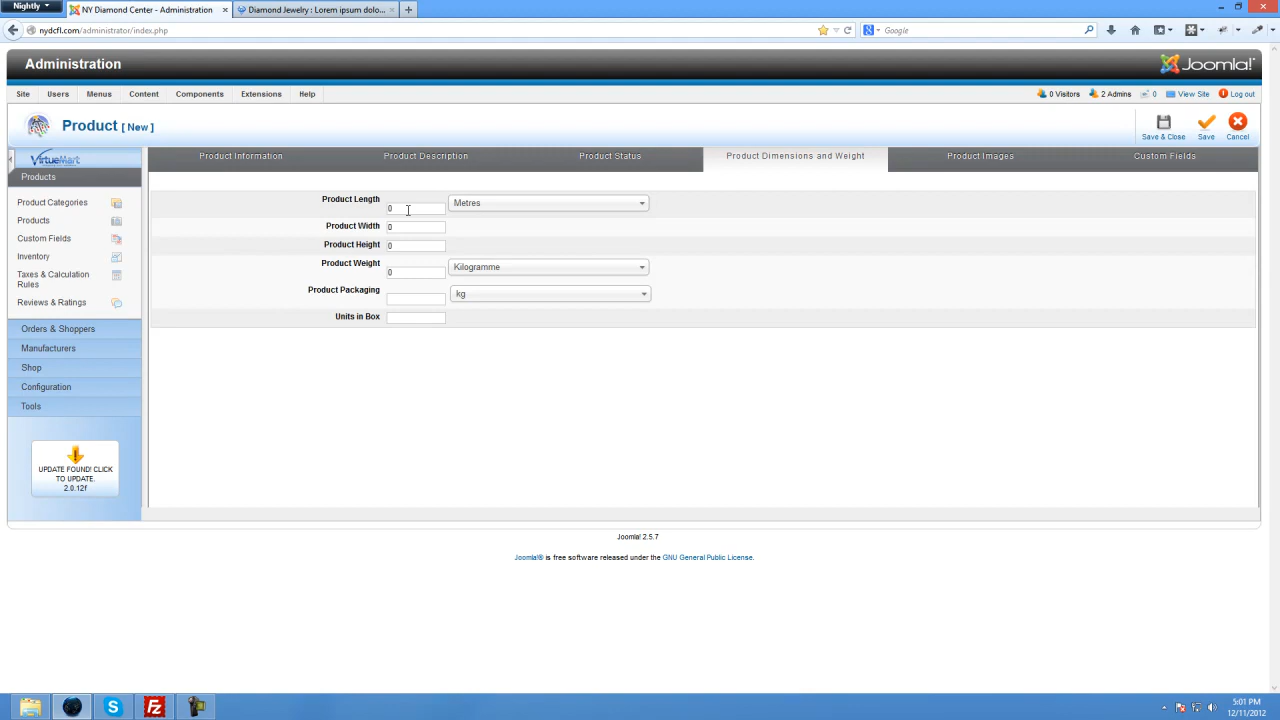 Nightly
NY Diamond Center - Administration
Diamond Jewelry : Lorem ipsum dolo...
nydcfl.com/administrator/index.php
Google
Administration
Joomla!
Site Users Menus Content Components Extensions Help
0 Visitors 2 Admins 0 View Site Log out
Product [ New ]
Save & Close Save Cancel
VirtueMart
Product Information Product Description Product Status Product Dimensions and Weight Product Images Custom Fields
Products
Product Categories
Products
Custom Fields
Inventory
Taxes & Calculation
Rules
Reviews & Ratings
Orders & Shoppers
Manufacturers
Shop
Configuration
Tools
UPDATE FOUND! CLICK
TO UPDATE.
2.0.12f
Product Length 0 Metres
Product Width 0
Product Height 0
Product Weight 0 Kilogramme
Product Packaging kg
Units in Box
Joomla! 2.5.7
Joomla!® is free software released under the GNU General Public License.
5:01 PM
12/11/2012